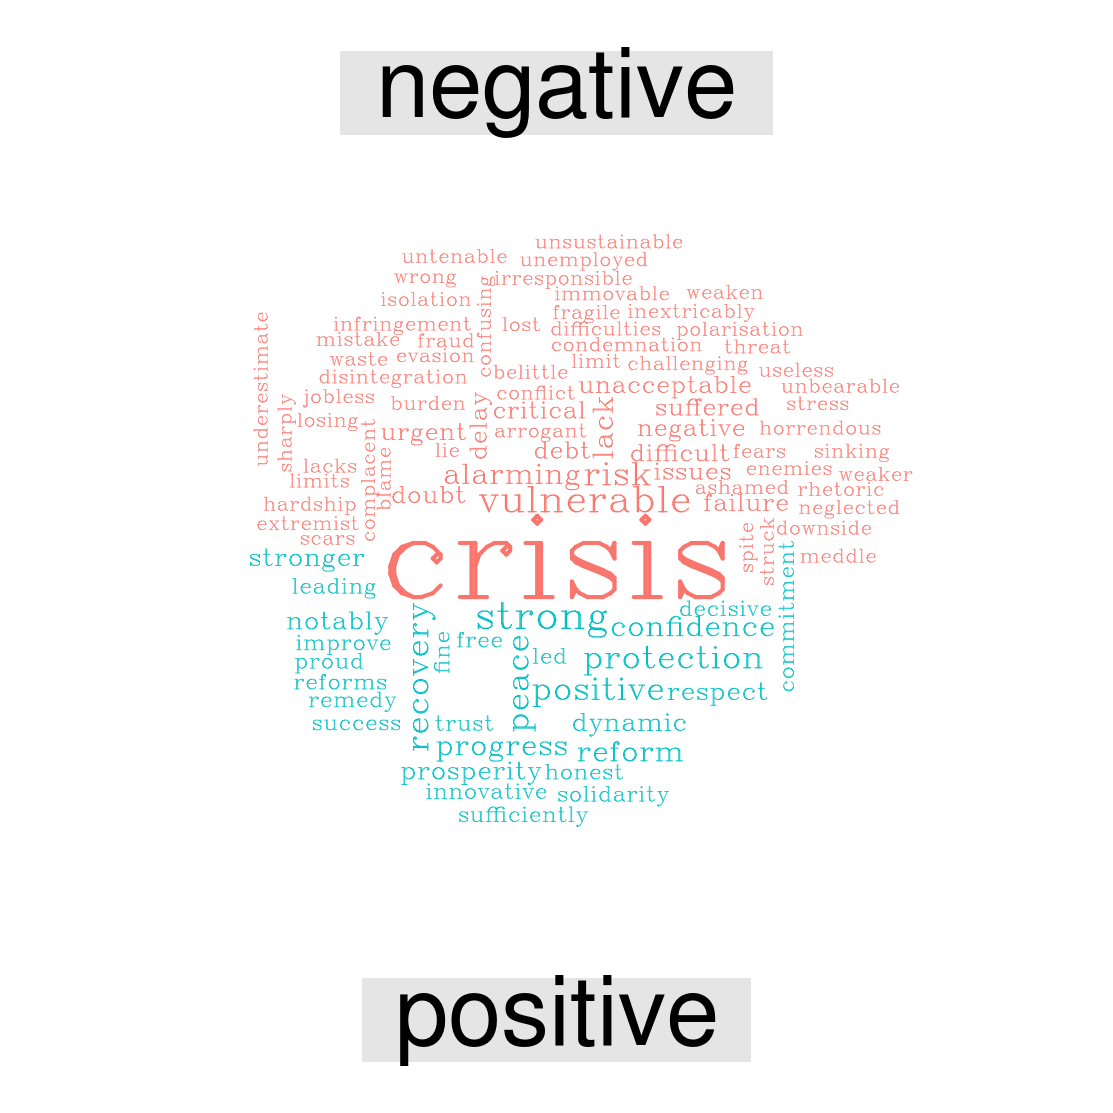 negative
unsustainable
untenable unemployed
wrong irresponsible
isolation confusing immovable weaken
fragile inextricably
infringement lost difficulties polarisation
mistake fraud condemnation threat
waste evasion limit challenging
underestimate disintegration belittle useless
jobless conflict unacceptable unbearable
sharply burden delay critical lack suffered stress
losing urgent arrogant negative horrendous
complacent blame lie debt difficult fears sinking
lacks alarming risk issues enemies weaker
limits doubt vulnerable ashamed rhetoric
hardship failure neglected
extremist spite struck downside
scars meddle
crisis
stronger
leading commitment
notably recovery strong decisive
confidence
improve fine free
proud peace led protection
reforms positive respect
remedy
success trust dynamic
progress reform
prosperity honest
innovative solidarity
sufficiently
positive